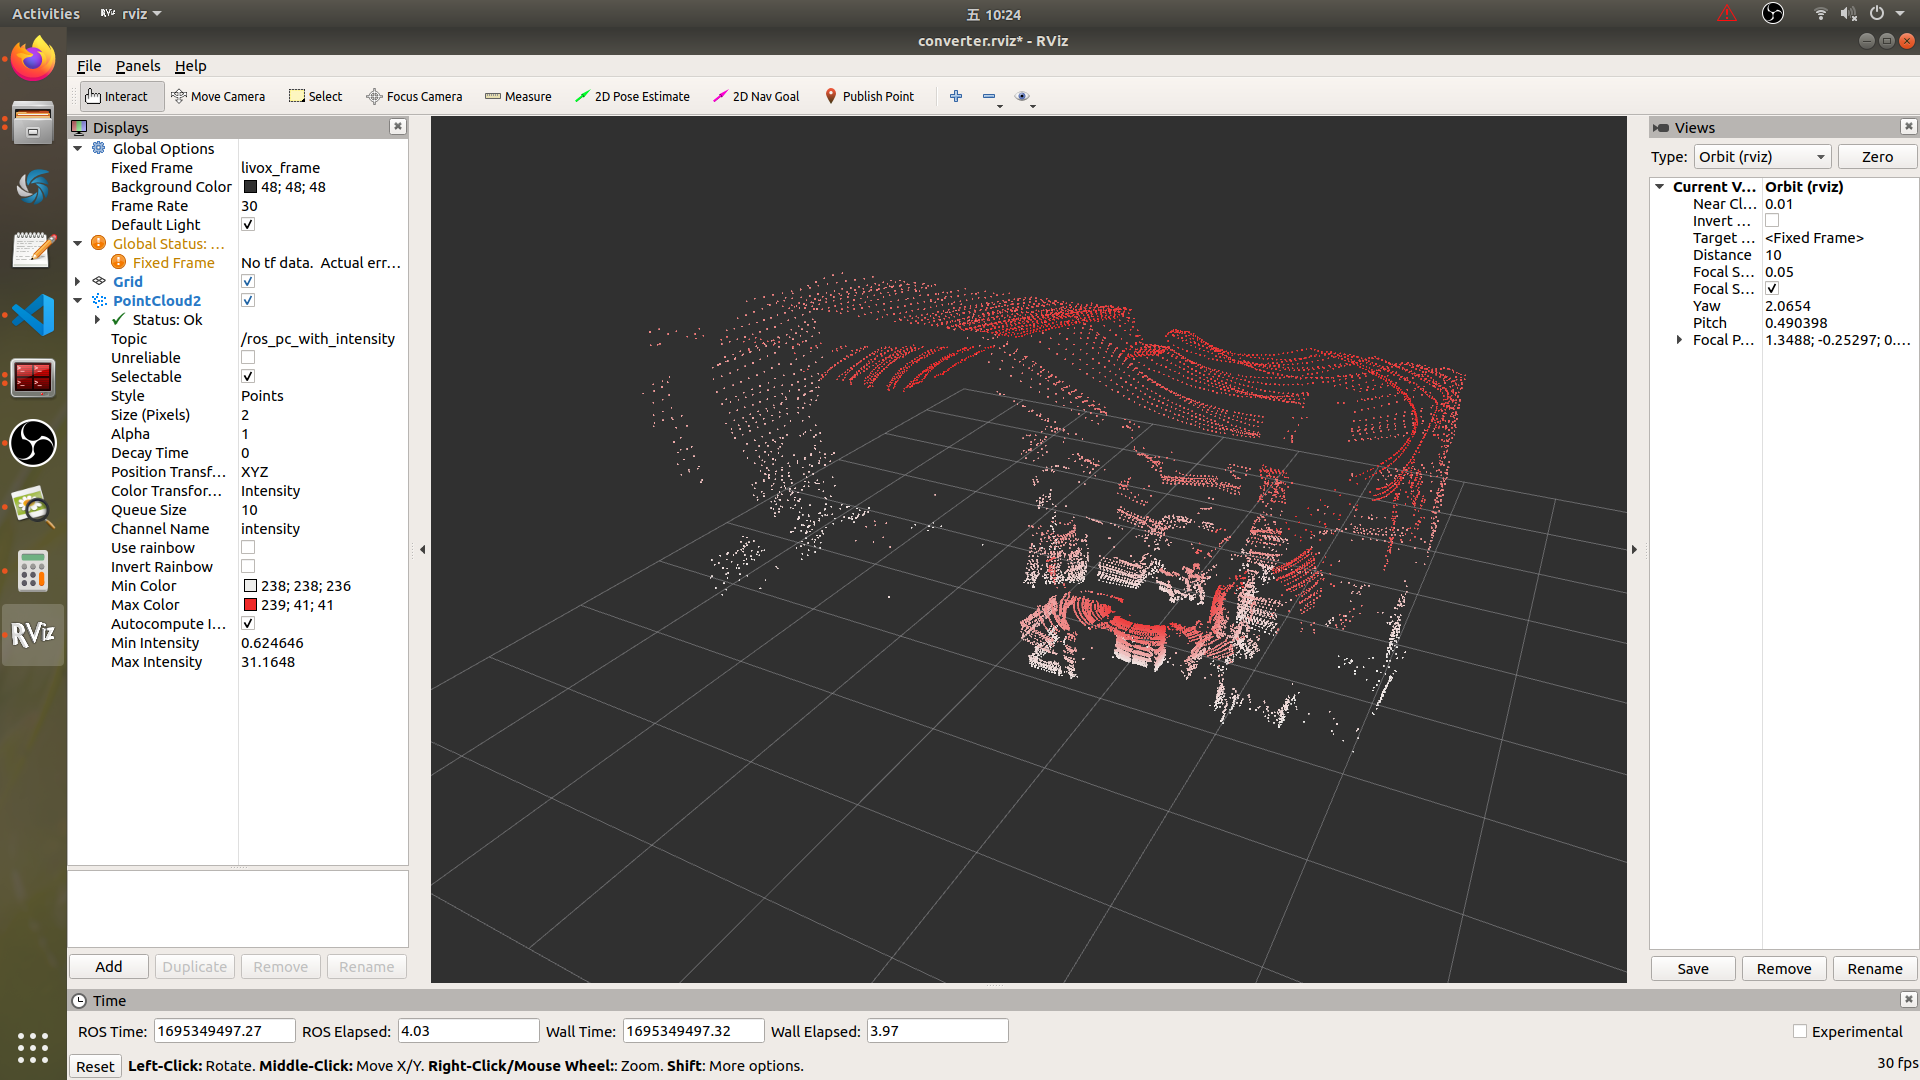 Activities
RViz rviz
五 10:24
converter.rviz* - RViz
File Panels Help
Interact Move Camera Select Focus Camera Measure 2D Pose Estimate 2D Nav Goal Publish Point
Displays
Global Options
Fixed Frame livox_frame
Background Color 48; 48; 48
Frame Rate 30
Default Light
Global Status: ...
Fixed Frame No tf data. Actual err...
Grid
PointCloud2
Status: Ok
Topic /ros_pc_with_intensity
Unreliable
Selectable
Style Points
Size (Pixels) 2
Alpha 1
Decay Time 0
Position Transf... XYZ
Color Transfor... Intensity
Queue Size 10
Channel Name intensity
Use rainbow
Invert Rainbow
Min Color 238; 238; 236
Max Color 239; 41; 41
Autocompute I...
Min Intensity 0.624646
Max Intensity 31.1648
Add Duplicate Remove Rename
RViz
Views
Type: Orbit (rviz) Zero
Current V... Orbit (rviz)
Near Cl... 0.01
Invert ...
Target ... <Fixed Frame>
Distance 10
Focal S... 0.05
Focal S...
Yaw 2.0654
Pitch 0.490398
Focal P... 1.3488; -0.25297; 0....
Save Remove Rename
Time
ROS Time: 1695349497.27 ROS Elapsed: 4.03 Wall Time: 1695349497.32 Wall Elapsed: 3.97 Experimental
Reset Left-Click: Rotate. Middle-Click: Move X/Y. Right-Click/Mouse Wheel:: Zoom. Shift: More options. 30 fps